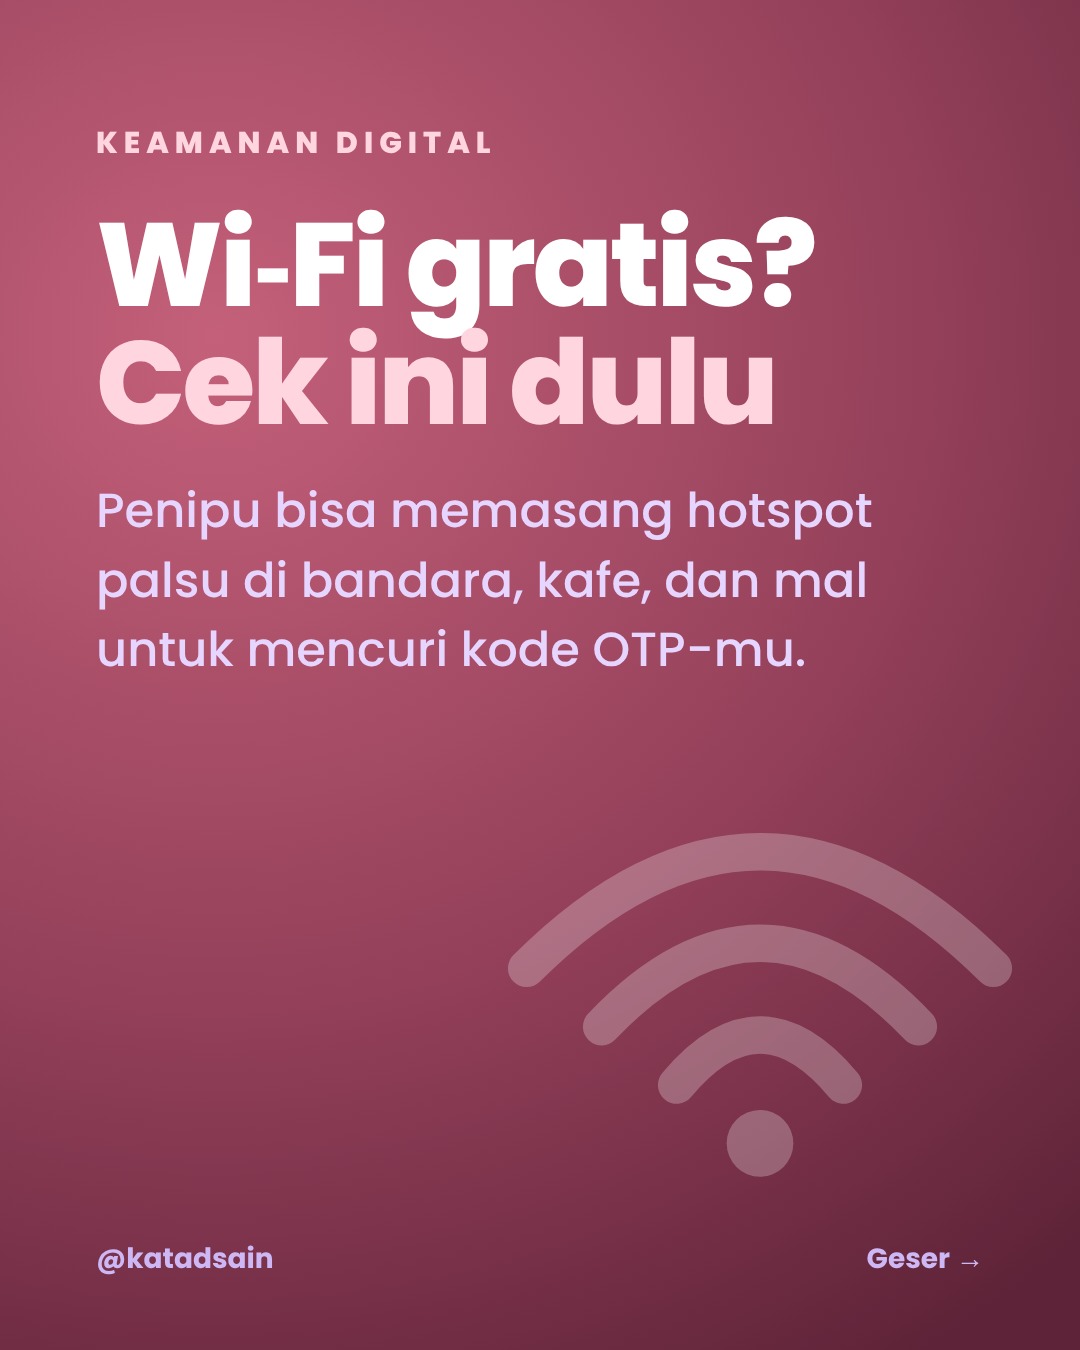 KEAMANAN DIGITAL
Wi-Fi gratis?
Cek ini dulu
Penipu bisa memasang hotspot
palsu di bandara, kafe, dan mal
untuk mencuri kode OTP-mu.
@katadsain
Geser →